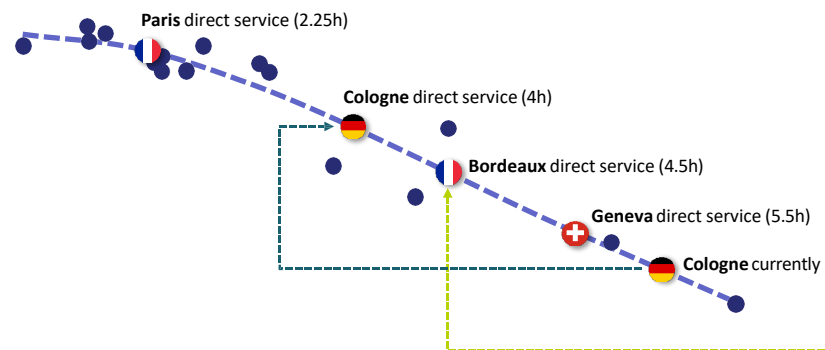 Paris direct service (2.25h)
Cologne direct service (4h)
Bordeaux direct service (4.5h)
Geneva direct service (5.5h)
Cologne currently